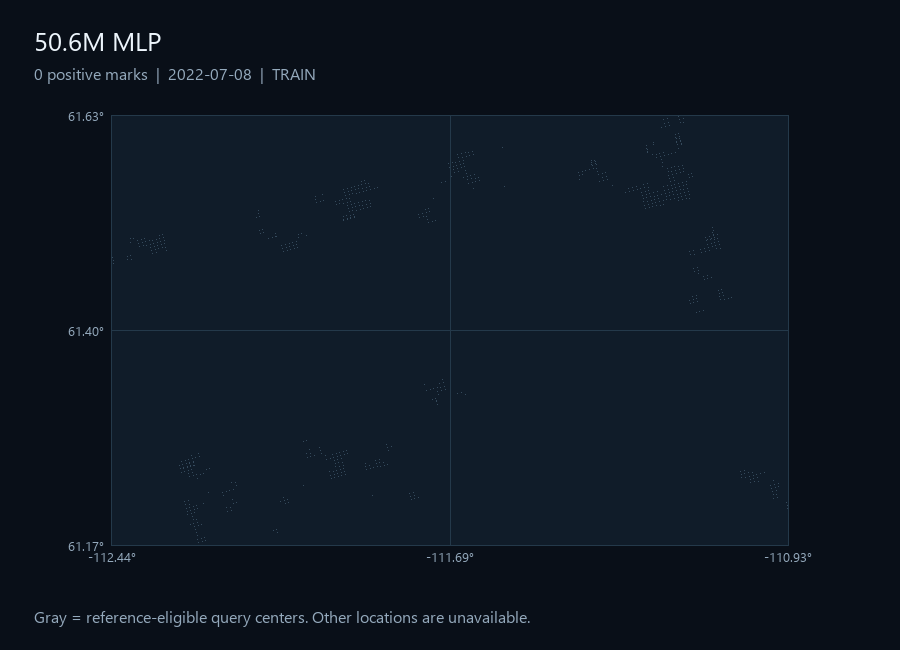 50.6M MLP
0 positive marks | 2022-07-08 | TRAIN
61.63°
61.40°
61.17°
-112.44°
-111.69°
-110.93°
Gray = reference-eligible query centers. Other locations are unavailable.